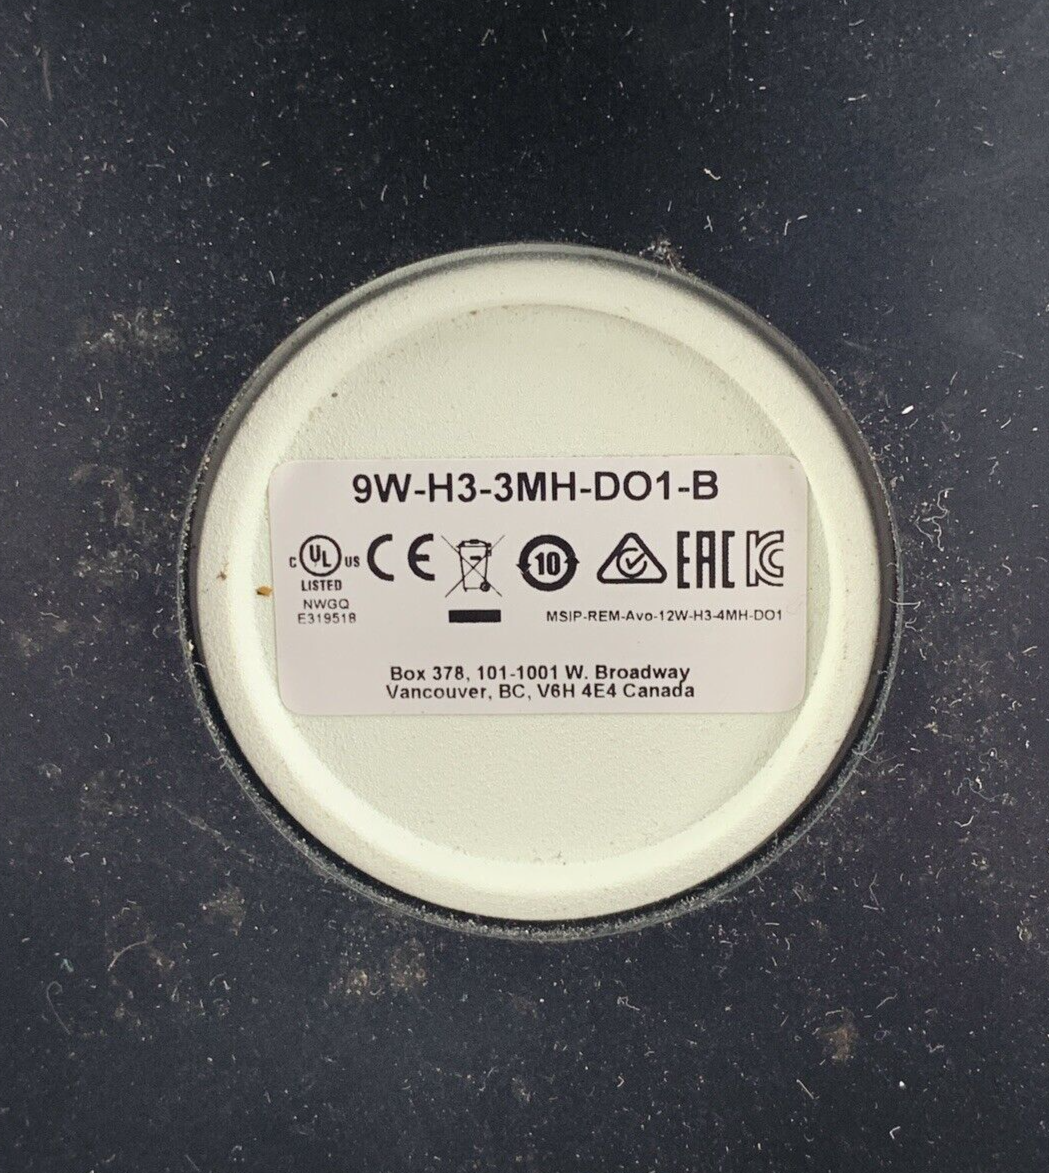 9W-H3-3MH-DO1-B
C UL US CE 10 EAC KC
LISTED
NWGQ
E319518 MSIP-REM-Avo-12W-H3-4MH-DO1
Box 378, 101-1001 W. Broadway
Vancouver, BC, V6H 4E4 Canada